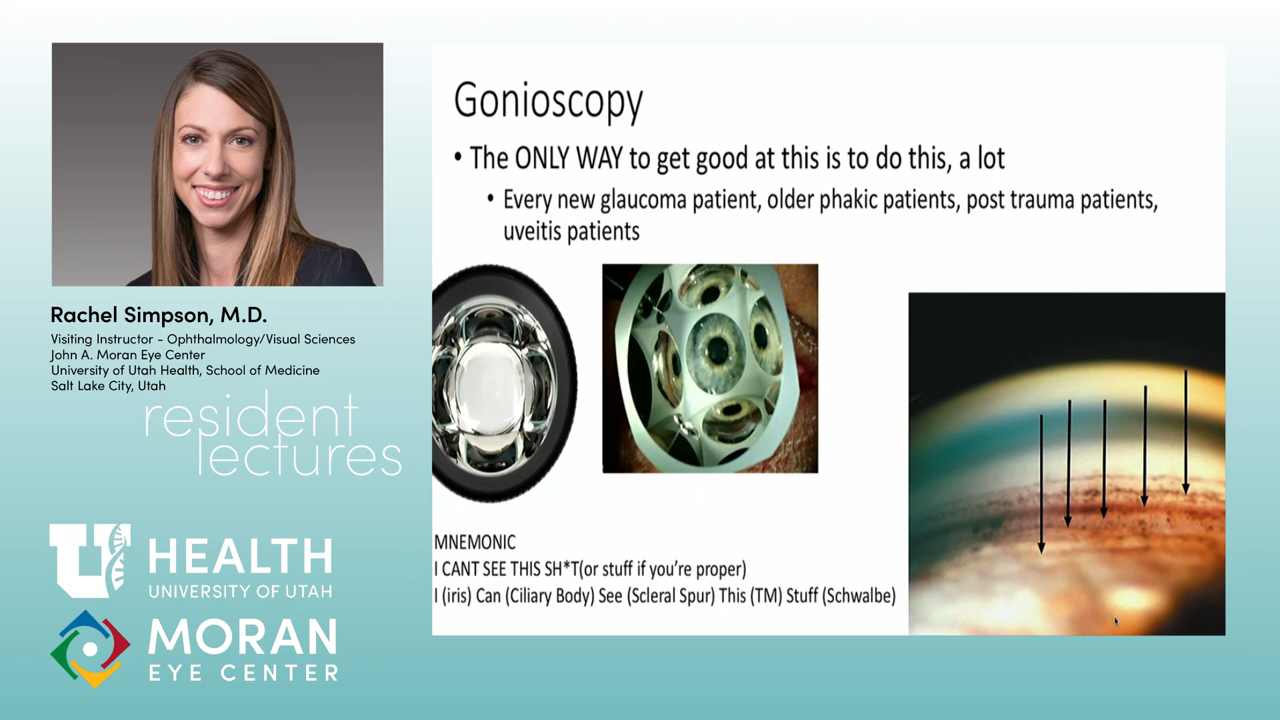 Rachel Simpson, M.D.
Visiting Instructor - Ophthalmology/Visual Sciences
John A. Moran Eye Center
University of Utah Health, School of Medicine
Salt Lake City, Utah
resident
lectures
U HEALTH
UNIVERSITY OF UTAH
MORAN
EYE CENTER
Gonioscopy
• The ONLY WAY to get good at this is to do this, a lot
• Every new glaucoma patient, older phakic patients, post trauma patients,
uveitis patients
MNEMONIC
I CANT SEE THIS SH*T(or stuff if you're proper)
I (iris) Can (Ciliary Body) See (Scleral Spur) This (TM) Stuff (Schwalbe)